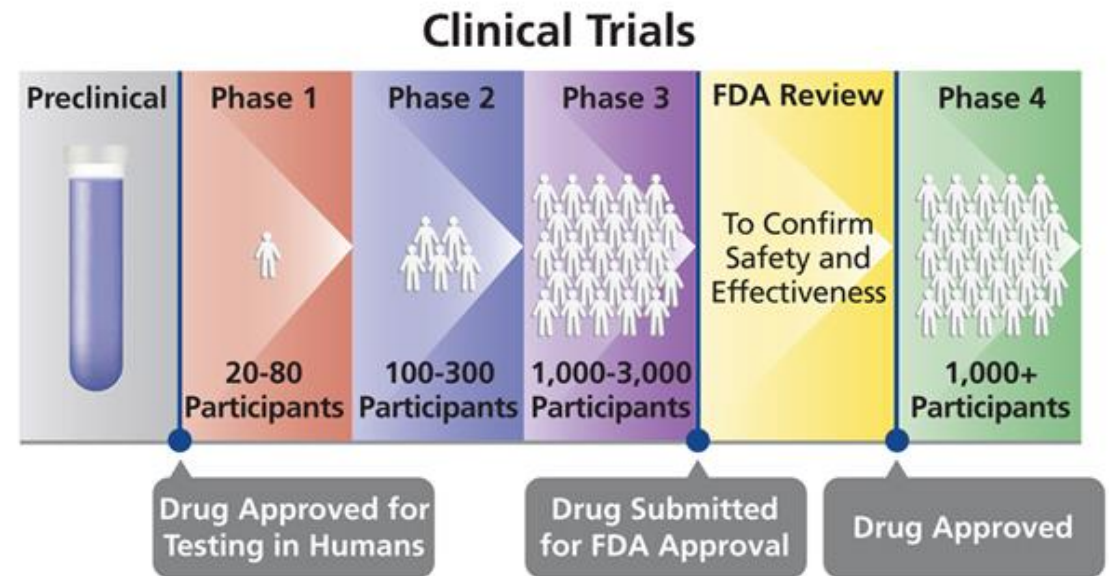 Clinical Trials
Preclinical
Phase 1
20-80
Participants
Phase 2
100-300
Participants
Phase 3
1,000-3,000
Participants
FDA Review
To Confirm
Safety and
Effectiveness
Phase 4
1,000+
Participants
Drug Approved for
Testing in Humans
Drug Submitted
for FDA Approval
Drug Approved